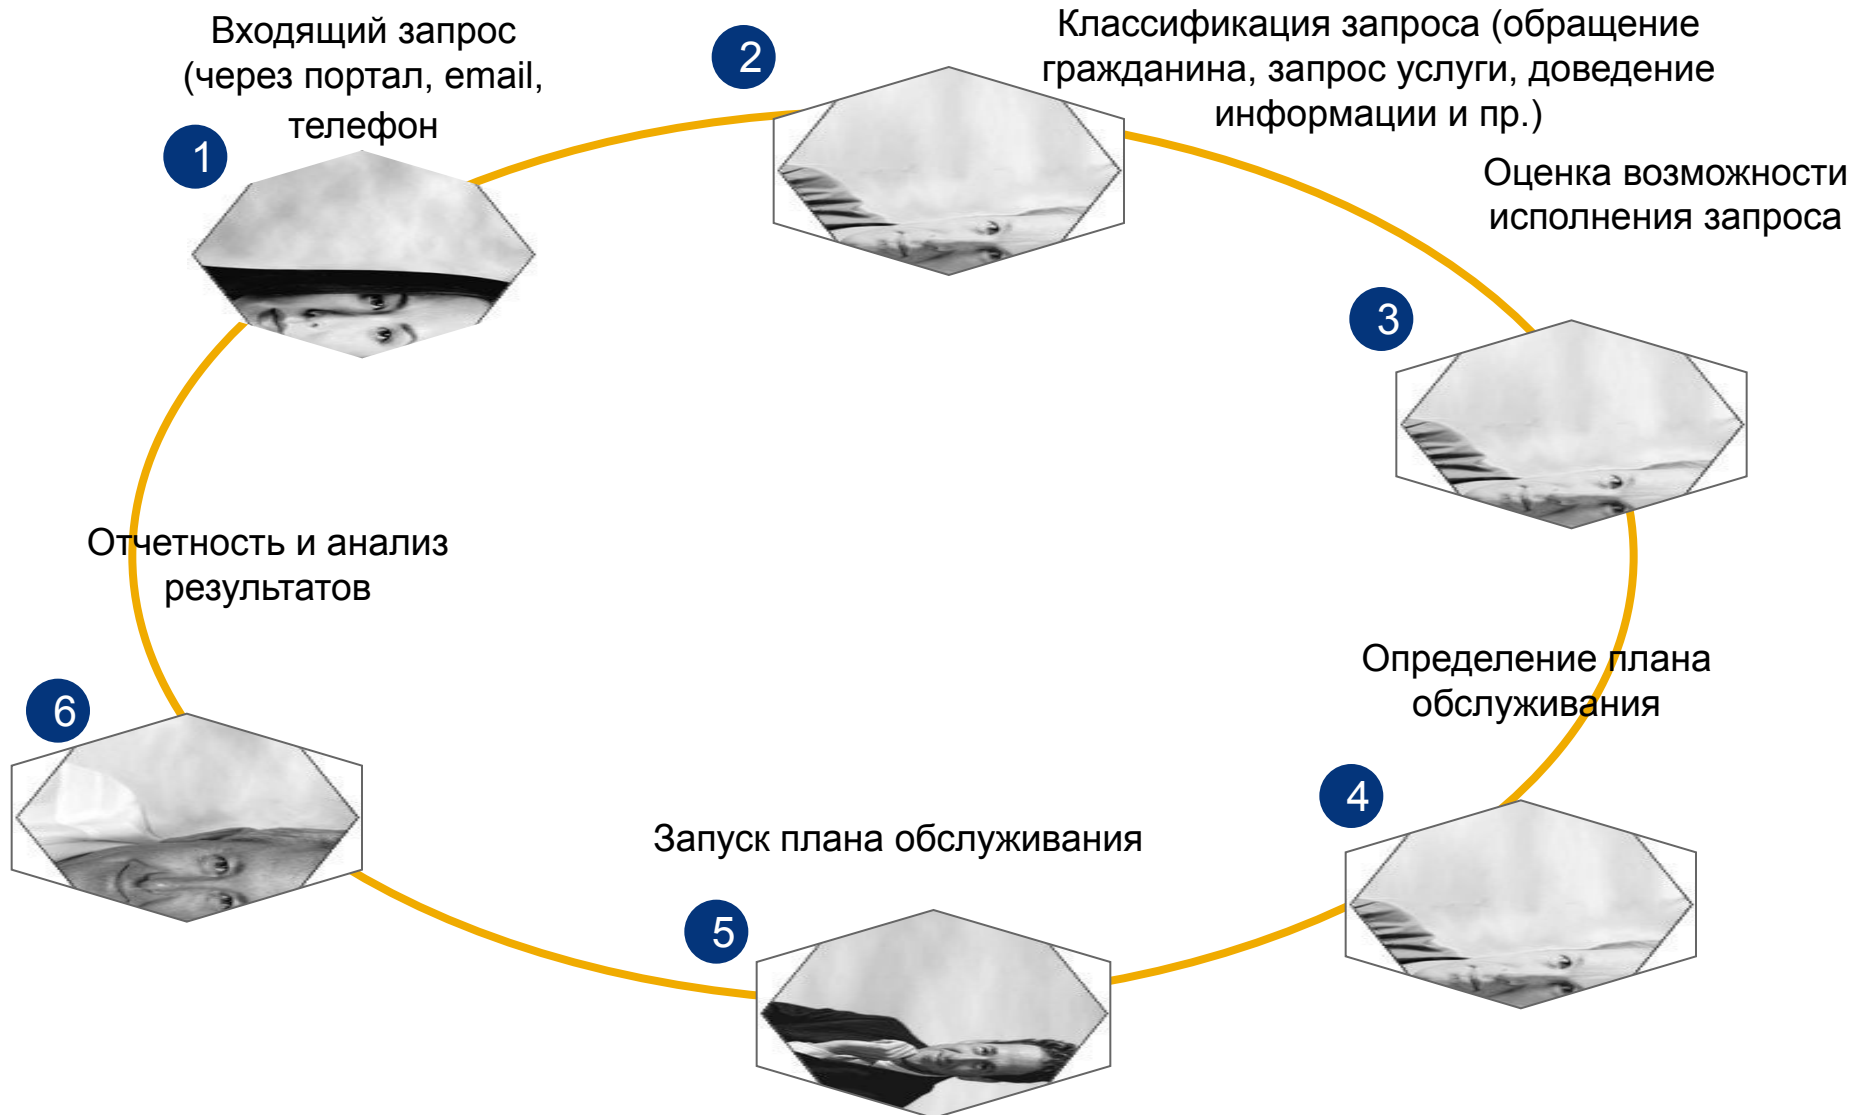 1
Входящий запрос
(через портал, email,
телефон
2
Классификация запроса (обращение
гражданина, запрос услуги, доведение
информации и пр.)
3
Оценка возможности
исполнения запроса
4
Определение плана
обслуживания
5
Запуск плана обслуживания
6
Отчетность и анализ
результатов